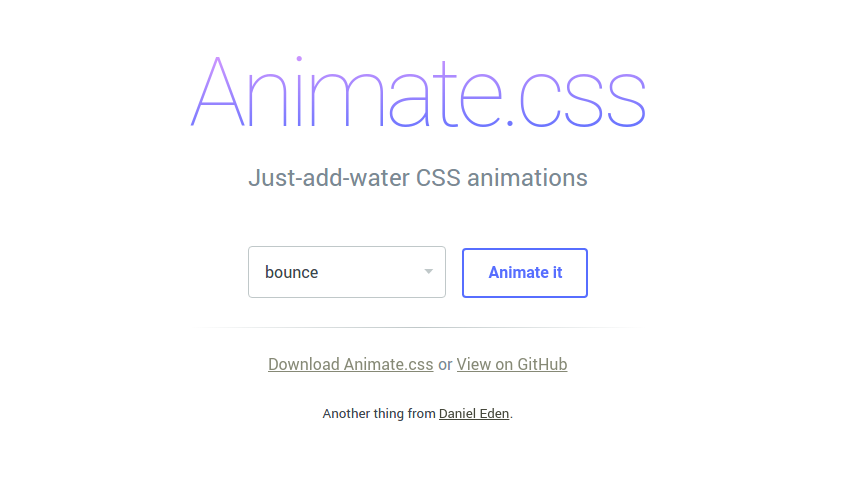 Animate.css
Just-add-water CSS animations
bounce Animate it
Download Animate.css or View on GitHub
Another thing from Daniel Eden.